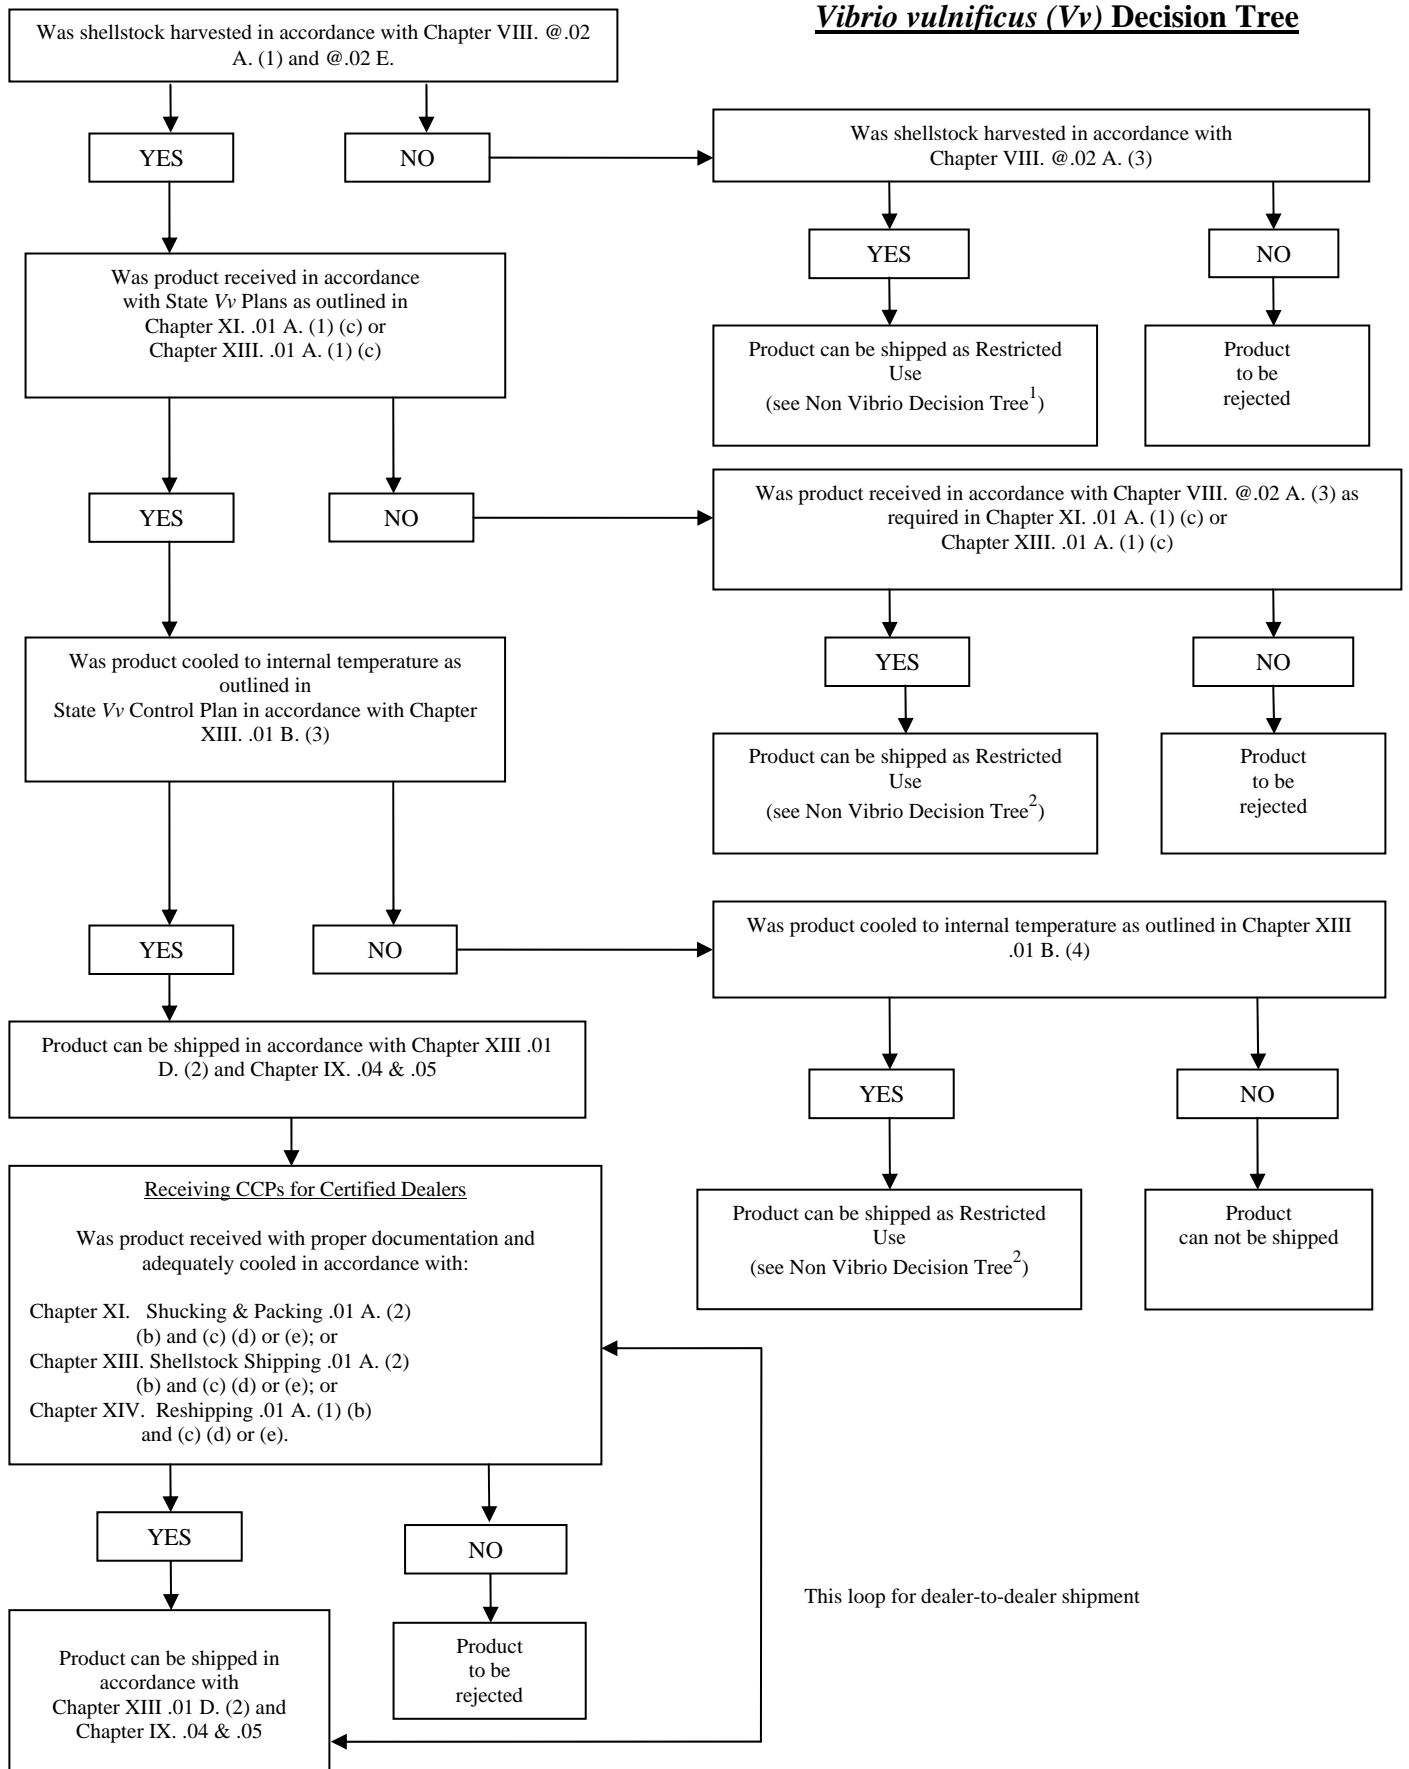 Vibrio vulnificus (Vv) Decision Tree
Was shellstock harvested in accordance with Chapter VIII. @.02
A. (1) and @.02 E.
YES
NO
Was shellstock harvested in accordance with
Chapter VIII. @.02 A. (3)
YES
NO
Product can be shipped as Restricted
Use
(see Non Vibrio Decision Tree1)
Product
to be
rejected
Was product received in accordance
with State Vv Plans as outlined in
Chapter XI. .01 A. (1) (c) or
Chapter XIII. .01 A. (1) (c)
YES
NO
Was product received in accordance with Chapter VIII. @.02 A. (3) as
required in Chapter XI. .01 A. (1) (c) or
Chapter XIII. .01 A. (1) (c)
YES
NO
Product can be shipped as Restricted
Use
(see Non Vibrio Decision Tree2)
Product
to be
rejected
Was product cooled to internal temperature as
outlined in
State Vv Control Plan in accordance with Chapter
XIII. .01 B. (3)
YES
NO
Was product cooled to internal temperature as outlined in Chapter XIII
.01 B. (4)
YES
NO
Product can be shipped as Restricted
Use
(see Non Vibrio Decision Tree2)
Product
can not be shipped
Product can be shipped in accordance with Chapter XIII .01
D. (2) and Chapter IX. .04 & .05
Receiving CCPs for Certified Dealers
Was product received with proper documentation and
adequately cooled in accordance with:
Chapter XI. Shucking & Packing .01 A. (2)
(b) and (c) (d) or (e); or
Chapter XIII. Shellstock Shipping .01 A. (2)
(b) and (c) (d) or (e); or
Chapter XIV. Reshipping .01 A. (1) (b)
and (c) (d) or (e).
YES
NO
Product can be shipped in
accordance with
Chapter XIII .01 D. (2) and
Chapter IX. .04 & .05
Product
to be
rejected
This loop for dealer-to-dealer shipment